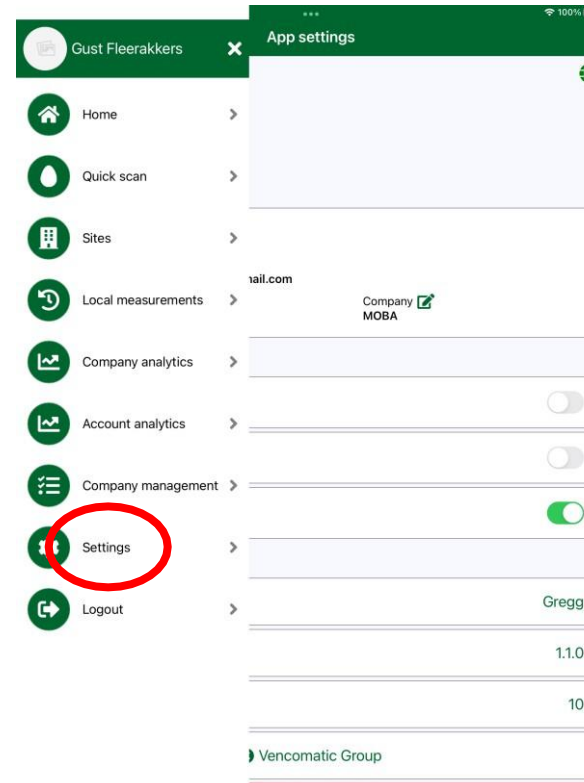 100%
Gust Fleerakkers
App settings
Home
Quick scan
Sites
Local measurements
Company analytics
Account analytics
Company management
Settings
Logout
ail.com
Company
MOBA
Gregg
1.1.0
10
Vencomatic Group